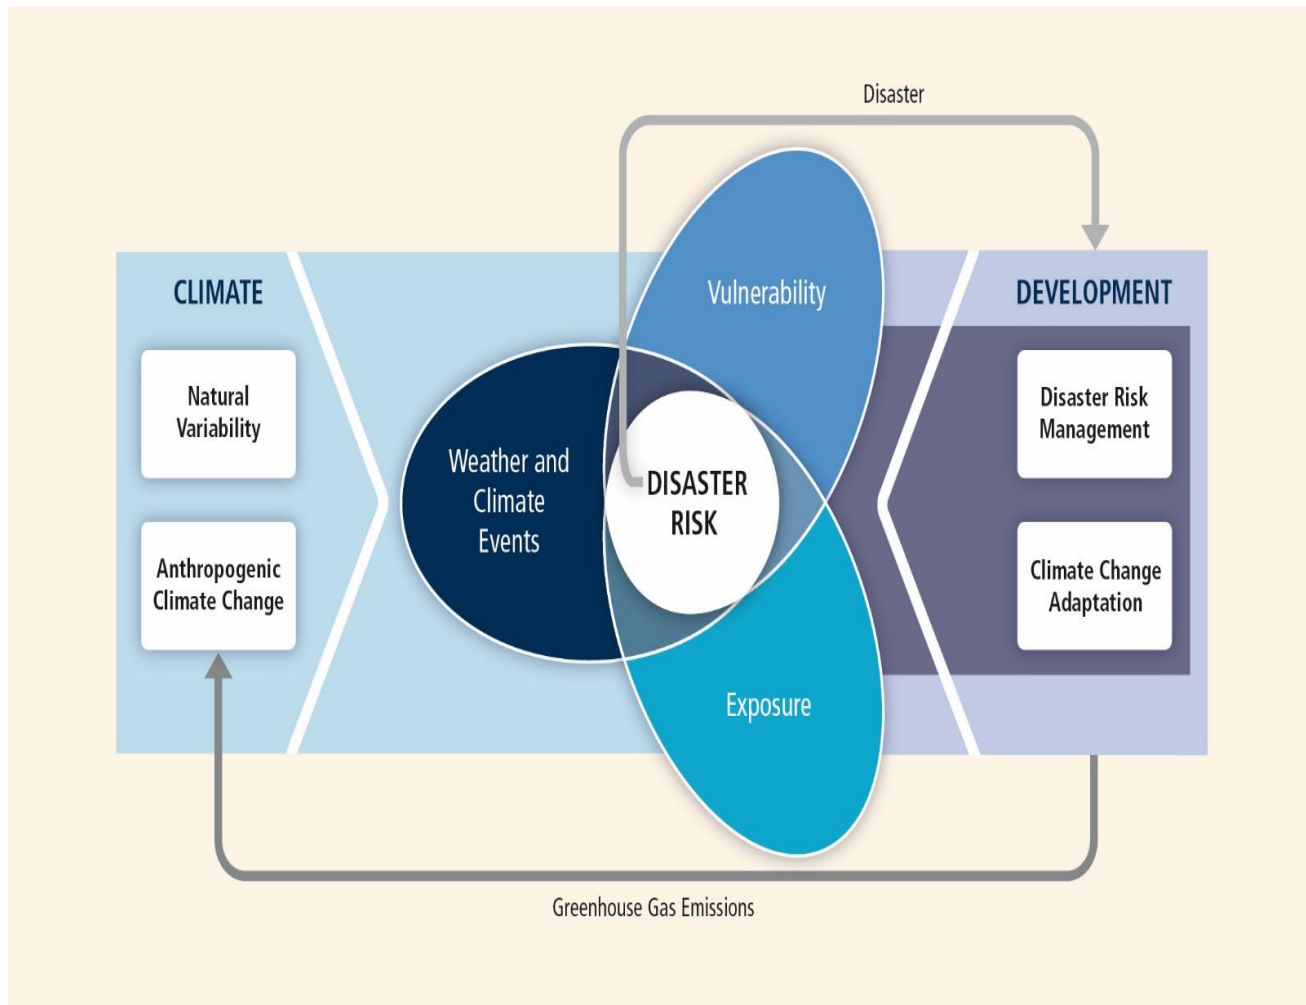 Disaster
CLIMATE
Natural
Variability
Anthropogenic
Climate Change
Weather and
Climate
Events
Vulnerability
DISASTER
RISK
Exposure
DEVELOPMENT
Disaster Risk
Management
Climate Change
Adaptation
Greenhouse Gas Emissions